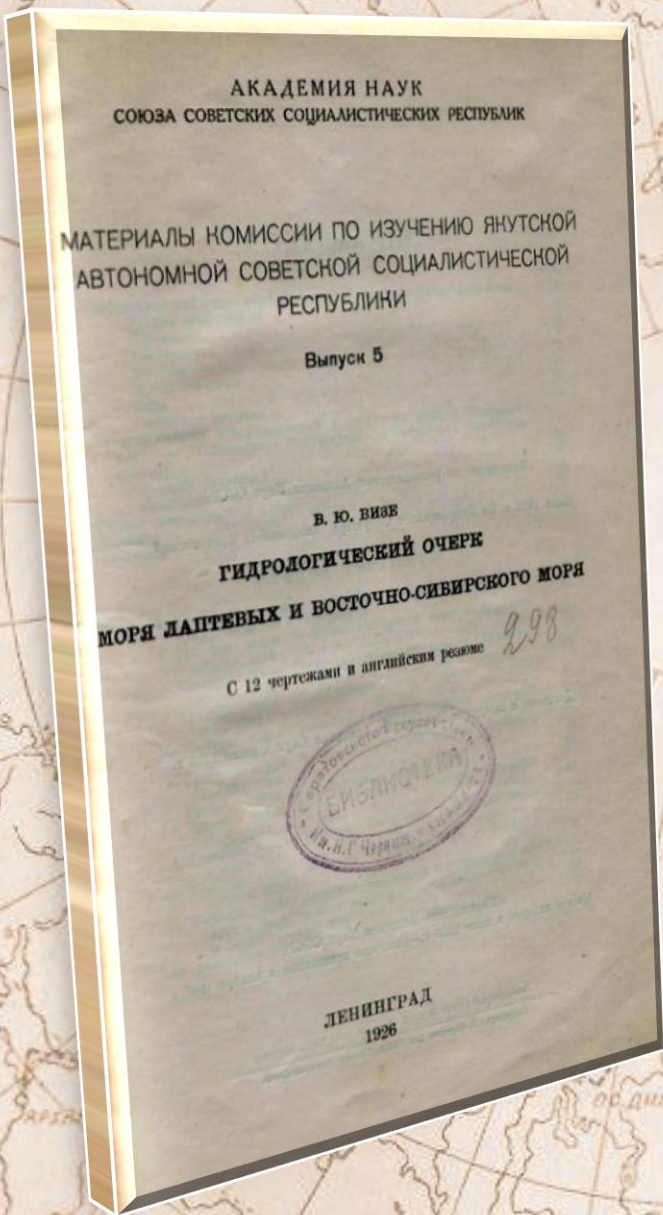 АКАДЕМИЯ НАУК
СОЮЗА СОВЕТСКИХ СОЦИАЛИСТИЧЕСКИХ РЕСПУБЛИК
МАТЕРИАЛЫ КОМИССИИ ПО ИЗУЧЕНИЮ ЯКУТСКОЙ
АВТОНОМНОЙ СОВЕТСКОЙ СОЦИАЛИСТИЧЕСКОЙ
РЕСПУБЛИКИ
Выпуск 5
В. Ю. ВИЗЕ
ГИДРОЛОГИЧЕСКИЙ ОЧЕРК
МОРЯ ЛАПТЕВЫХ И ВОСТОЧНО-СИБИРСКОГО МОРЯ
С 12 чертежами и английским резюме
298
БИБЛИОТЕКА
ЛЕНИНГРАД
1926